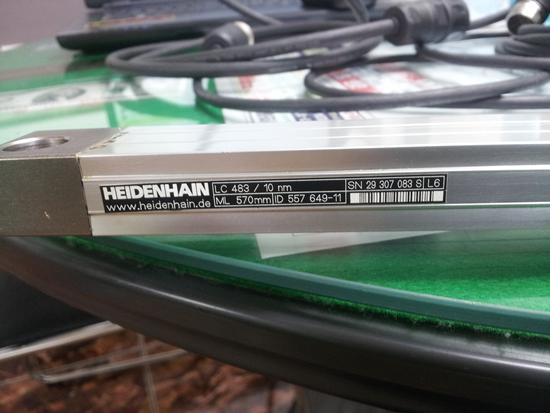 HEIDENHAIN LC 483 / 10 nm SN 29 307 083 S L6
www.heidenhain.de ML 570mm ID 557 649-11